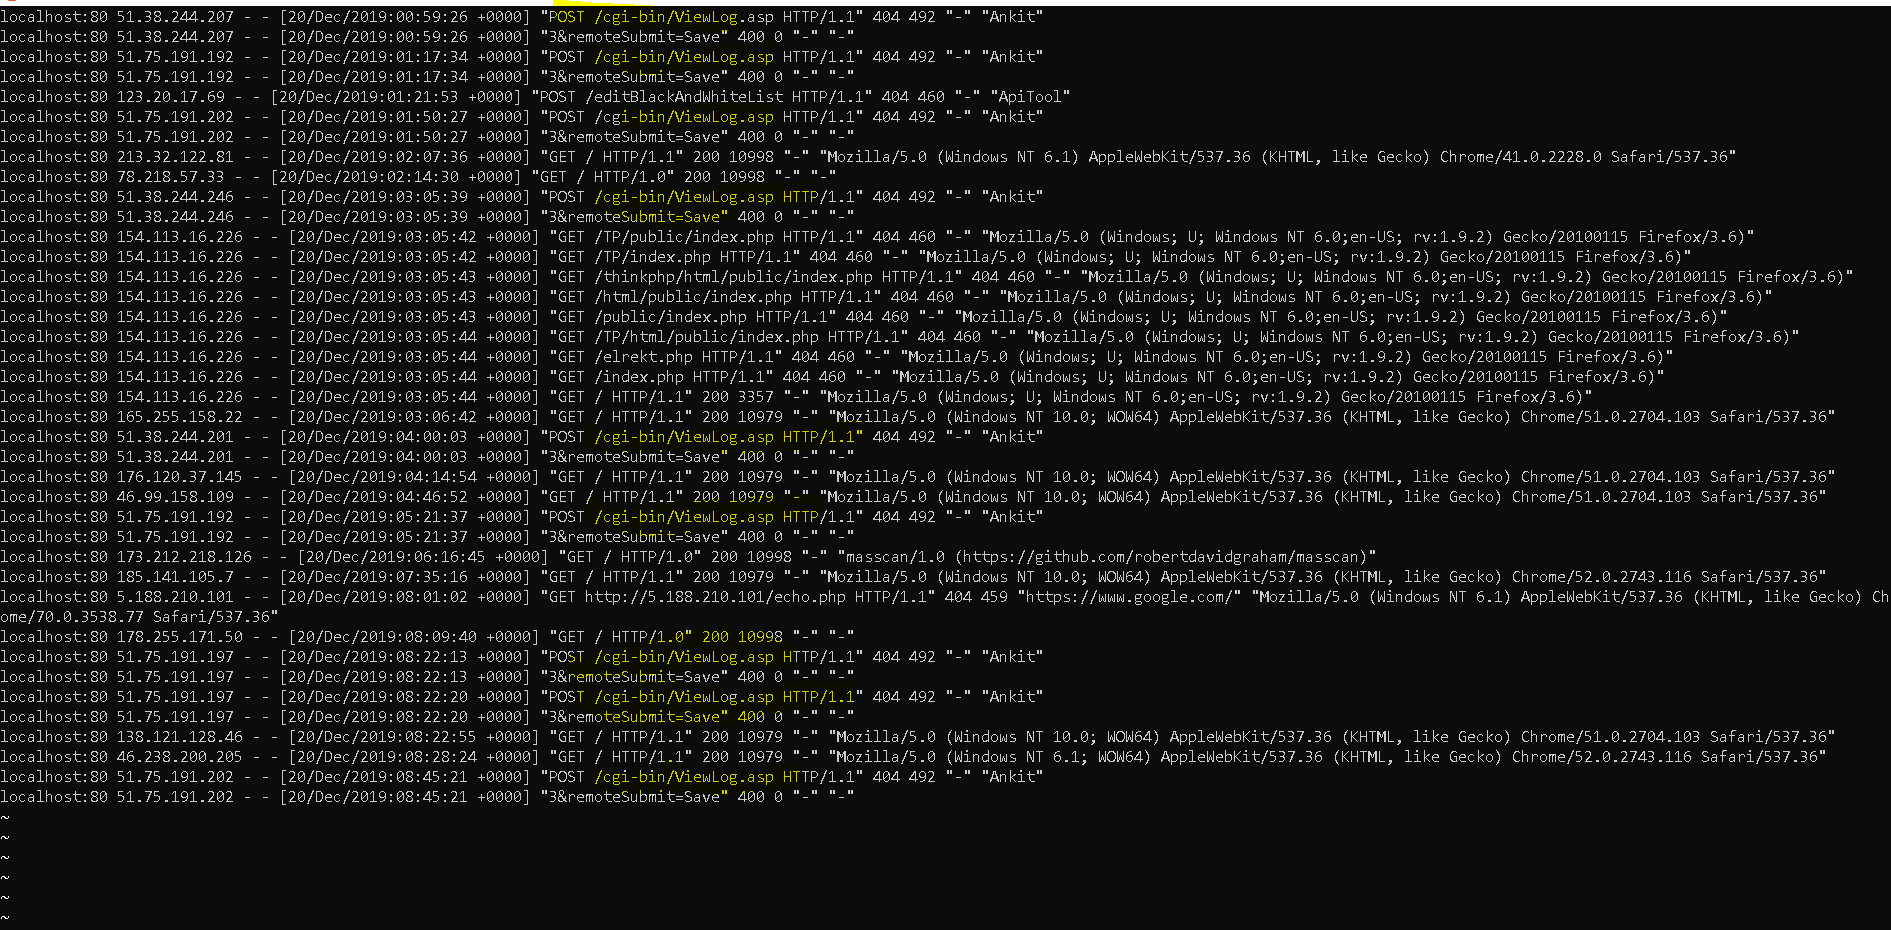 localhost:80 51.38.244.207 - - [20/Dec/2019:00:59:26 +0000] "POST /cgi-bin/ViewLog.asp HTTP/1.1" 404 492 "-" "Ankit"
localhost:80 51.38.244.207 - - [20/Dec/2019:00:59:26 +0000] "3&remoteSubmit=Save" 400 0 "-" "-"
localhost:80 51.75.191.192 - - [20/Dec/2019:01:17:34 +0000] "POST /cgi-bin/ViewLog.asp HTTP/1.1" 404 492 "-" "Ankit"
localhost:80 51.75.191.192 - - [20/Dec/2019:01:17:34 +0000] "3&remoteSubmit=Save" 400 0 "-" "-"
localhost:80 123.20.17.69 - - [20/Dec/2019:01:21:53 +0000] "POST /editBlackAndWhiteList HTTP/1.1" 404 460 "-" "ApiTool"
localhost:80 51.75.191.202 - - [20/Dec/2019:01:50:27 +0000] "POST /cgi-bin/ViewLog.asp HTTP/1.1" 404 492 "-" "Ankit"
localhost:80 51.75.191.202 - - [20/Dec/2019:01:50:27 +0000] "3&remoteSubmit=Save" 400 0 "-" "-"
localhost:80 213.32.122.81 - - [20/Dec/2019:02:07:36 +0000] "GET / HTTP/1.1" 200 10998 "-" "Mozilla/5.0 (Windows NT 6.1) AppleWebKit/537.36 (KHTML, like Gecko) Chrome/41.0.2228.0 Safari/537.36"
localhost:80 78.218.57.33 - - [20/Dec/2019:02:14:30 +0000] "GET / HTTP/1.0" 200 10998 "-" "-"
localhost:80 51.38.244.246 - - [20/Dec/2019:03:05:39 +0000] "POST /cgi-bin/ViewLog.asp HTTP/1.1" 404 492 "-" "Ankit"
localhost:80 51.38.244.246 - - [20/Dec/2019:03:05:39 +0000] "3&remoteSubmit=Save" 400 0 "-" "-"
localhost:80 154.113.16.226 - - [20/Dec/2019:03:05:42 +0000] "GET /TP/public/index.php HTTP/1.1" 404 460 "-" "Mozilla/5.0 (Windows; U; Windows NT 6.0;en-US; rv:1.9.2) Gecko/20100115 Firefox/3.6)"
localhost:80 154.113.16.226 - - [20/Dec/2019:03:05:42 +0000] "GET /TP/index.php HTTP/1.1" 404 460 "-" "Mozilla/5.0 (Windows; U; Windows NT 6.0;en-US; rv:1.9.2) Gecko/20100115 Firefox/3.6)"
localhost:80 154.113.16.226 - - [20/Dec/2019:03:05:43 +0000] "GET /thinkphp/html/public/index.php HTTP/1.1" 404 460 "-" "Mozilla/5.0 (Windows; U; Windows NT 6.0;en-US; rv:1.9.2) Gecko/20100115 Firefox/3.6)"
localhost:80 154.113.16.226 - - [20/Dec/2019:03:05:43 +0000] "GET /html/public/index.php HTTP/1.1" 404 460 "-" "Mozilla/5.0 (Windows; U; Windows NT 6.0;en-US; rv:1.9.2) Gecko/20100115 Firefox/3.6)"
localhost:80 154.113.16.226 - - [20/Dec/2019:03:05:43 +0000] "GET /public/index.php HTTP/1.1" 404 460 "-" "Mozilla/5.0 (Windows; U; Windows NT 6.0;en-US; rv:1.9.2) Gecko/20100115 Firefox/3.6)"
localhost:80 154.113.16.226 - - [20/Dec/2019:03:05:44 +0000] "GET /TP/html/public/index.php HTTP/1.1" 404 460 "-" "Mozilla/5.0 (Windows; U; Windows NT 6.0;en-US; rv:1.9.2) Gecko/20100115 Firefox/3.6)"
localhost:80 154.113.16.226 - - [20/Dec/2019:03:05:44 +0000] "GET /elrekt.php HTTP/1.1" 404 460 "-" "Mozilla/5.0 (Windows; U; Windows NT 6.0;en-US; rv:1.9.2) Gecko/20100115 Firefox/3.6)"
localhost:80 154.113.16.226 - - [20/Dec/2019:03:05:44 +0000] "GET /index.php HTTP/1.1" 404 460 "-" "Mozilla/5.0 (Windows; U; Windows NT 6.0;en-US; rv:1.9.2) Gecko/20100115 Firefox/3.6)"
localhost:80 154.113.16.226 - - [20/Dec/2019:03:05:44 +0000] "GET / HTTP/1.1" 200 3357 "-" "Mozilla/5.0 (Windows; U; Windows NT 6.0;en-US; rv:1.9.2) Gecko/20100115 Firefox/3.6)"
localhost:80 165.255.158.22 - - [20/Dec/2019:03:06:42 +0000] "GET / HTTP/1.1" 200 10979 "-" "Mozilla/5.0 (Windows NT 10.0; WOW64) AppleWebKit/537.36 (KHTML, like Gecko) Chrome/51.0.2704.103 Safari/537.36"
localhost:80 51.38.244.201 - - [20/Dec/2019:04:00:03 +0000] "POST /cgi-bin/ViewLog.asp HTTP/1.1" 404 492 "-" "Ankit"
localhost:80 51.38.244.201 - - [20/Dec/2019:04:00:03 +0000] "3&remoteSubmit=Save" 400 0 "-" "-"
localhost:80 176.120.37.145 - - [20/Dec/2019:04:14:54 +0000] "GET / HTTP/1.1" 200 10979 "-" "Mozilla/5.0 (Windows NT 10.0; WOW64) AppleWebKit/537.36 (KHTML, like Gecko) Chrome/51.0.2704.103 Safari/537.36"
localhost:80 46.99.158.109 - - [20/Dec/2019:04:46:52 +0000] "GET / HTTP/1.1" 200 10979 "-" "Mozilla/5.0 (Windows NT 10.0; WOW64) AppleWebKit/537.36 (KHTML, like Gecko) Chrome/51.0.2704.103 Safari/537.36"
localhost:80 51.75.191.192 - - [20/Dec/2019:05:21:37 +0000] "POST /cgi-bin/ViewLog.asp HTTP/1.1" 404 492 "-" "Ankit"
localhost:80 51.75.191.192 - - [20/Dec/2019:05:21:37 +0000] "3&remoteSubmit=Save" 400 0 "-" "-"
localhost:80 173.212.218.126 - - [20/Dec/2019:06:16:45 +0000] "GET / HTTP/1.0" 200 10998 "-" "masscan/1.0 (https://github.com/robertdavidgraham/masscan)"
localhost:80 185.141.105.7 - - [20/Dec/2019:07:35:16 +0000] "GET / HTTP/1.1" 200 10979 "-" "Mozilla/5.0 (Windows NT 10.0; WOW64) AppleWebKit/537.36 (KHTML, like Gecko) Chrome/52.0.2743.116 Safari/537.36"
localhost:80 5.188.210.101 - - [20/Dec/2019:08:01:02 +0000] "GET http://5.188.210.101/echo.php HTTP/1.1" 404 459 "https://www.google.com/" "Mozilla/5.0 (Windows NT 6.1) AppleWebKit/537.36 (KHTML, like Gecko) Ch
ome/70.0.3538.77 Safari/537.36"
localhost:80 178.255.171.50 - - [20/Dec/2019:08:09:40 +0000] "GET / HTTP/1.0" 200 10998 "-" "-"
localhost:80 51.75.191.197 - - [20/Dec/2019:08:22:13 +0000] "POST /cgi-bin/ViewLog.asp HTTP/1.1" 404 492 "-" "Ankit"
localhost:80 51.75.191.197 - - [20/Dec/2019:08:22:13 +0000] "3&remoteSubmit=Save" 400 0 "-" "-"
localhost:80 51.75.191.197 - - [20/Dec/2019:08:22:20 +0000] "POST /cgi-bin/ViewLog.asp HTTP/1.1" 404 492 "-" "Ankit"
localhost:80 51.75.191.197 - - [20/Dec/2019:08:22:20 +0000] "3&remoteSubmit=Save" 400 0 "-" "-"
localhost:80 138.121.128.46 - - [20/Dec/2019:08:22:55 +0000] "GET / HTTP/1.1" 200 10979 "-" "Mozilla/5.0 (Windows NT 10.0; WOW64) AppleWebKit/537.36 (KHTML, like Gecko) Chrome/51.0.2704.103 Safari/537.36"
localhost:80 46.238.200.205 - - [20/Dec/2019:08:28:24 +0000] "GET / HTTP/1.1" 200 10979 "-" "Mozilla/5.0 (Windows NT 6.1; WOW64) AppleWebKit/537.36 (KHTML, like Gecko) Chrome/52.0.2743.116 Safari/537.36"
localhost:80 51.75.191.202 - - [20/Dec/2019:08:45:21 +0000] "POST /cgi-bin/ViewLog.asp HTTP/1.1" 404 492 "-" "Ankit"
localhost:80 51.75.191.202 - - [20/Dec/2019:08:45:21 +0000] "3&remoteSubmit=Save" 400 0 "-" "-"
~
~
~
~
~
~